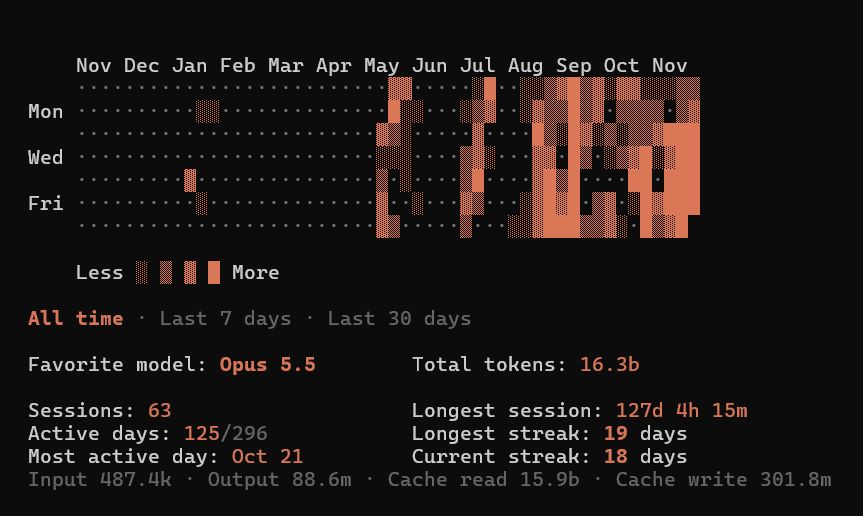 Nov Dec Jan Feb Mar Apr May Jun Jul Aug Sep Oct Nov
Mon
Wed
Fri
Less ░ ▒ ▓ █ More
All time · Last 7 days · Last 30 days
Favorite model: Opus 5.5 Total tokens: 16.3b
Sessions: 63 Longest session: 127d 4h 15m
Active days: 125/296 Longest streak: 19 days
Most active day: Oct 21 Current streak: 18 days
Input 487.4k · Output 88.6m · Cache read 15.9b · Cache write 301.8m